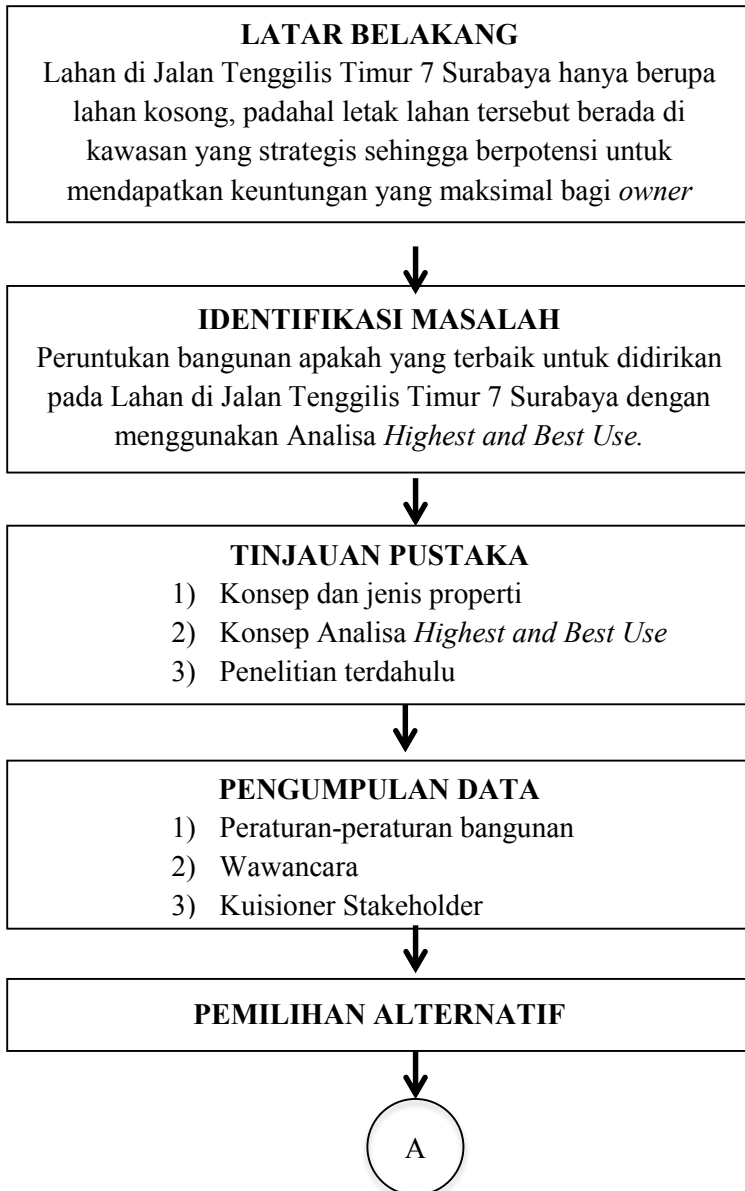 LATAR BELAKANG
Lahan di Jalan Tenggilis Timur 7 Surabaya hanya berupa
lahan kosong, padahal letak lahan tersebut berada di
kawasan yang strategis sehingga berpotensi untuk
mendapatkan keuntungan yang maksimal bagi owner
IDENTIFIKASI MASALAH
Peruntukan bangunan apakah yang terbaik untuk didirikan
pada Lahan di Jalan Tenggilis Timur 7 Surabaya dengan
menggunakan Analisa Highest and Best Use.
TINJAUAN PUSTAKA
1) Konsep dan jenis properti
2) Konsep Analisa Highest and Best Use
3) Penelitian terdahulu
PENGUMPULAN DATA
1) Peraturan-peraturan bangunan
2) Wawancara
3) Kuisioner Stakeholder
PEMILIHAN ALTERNATIF
A